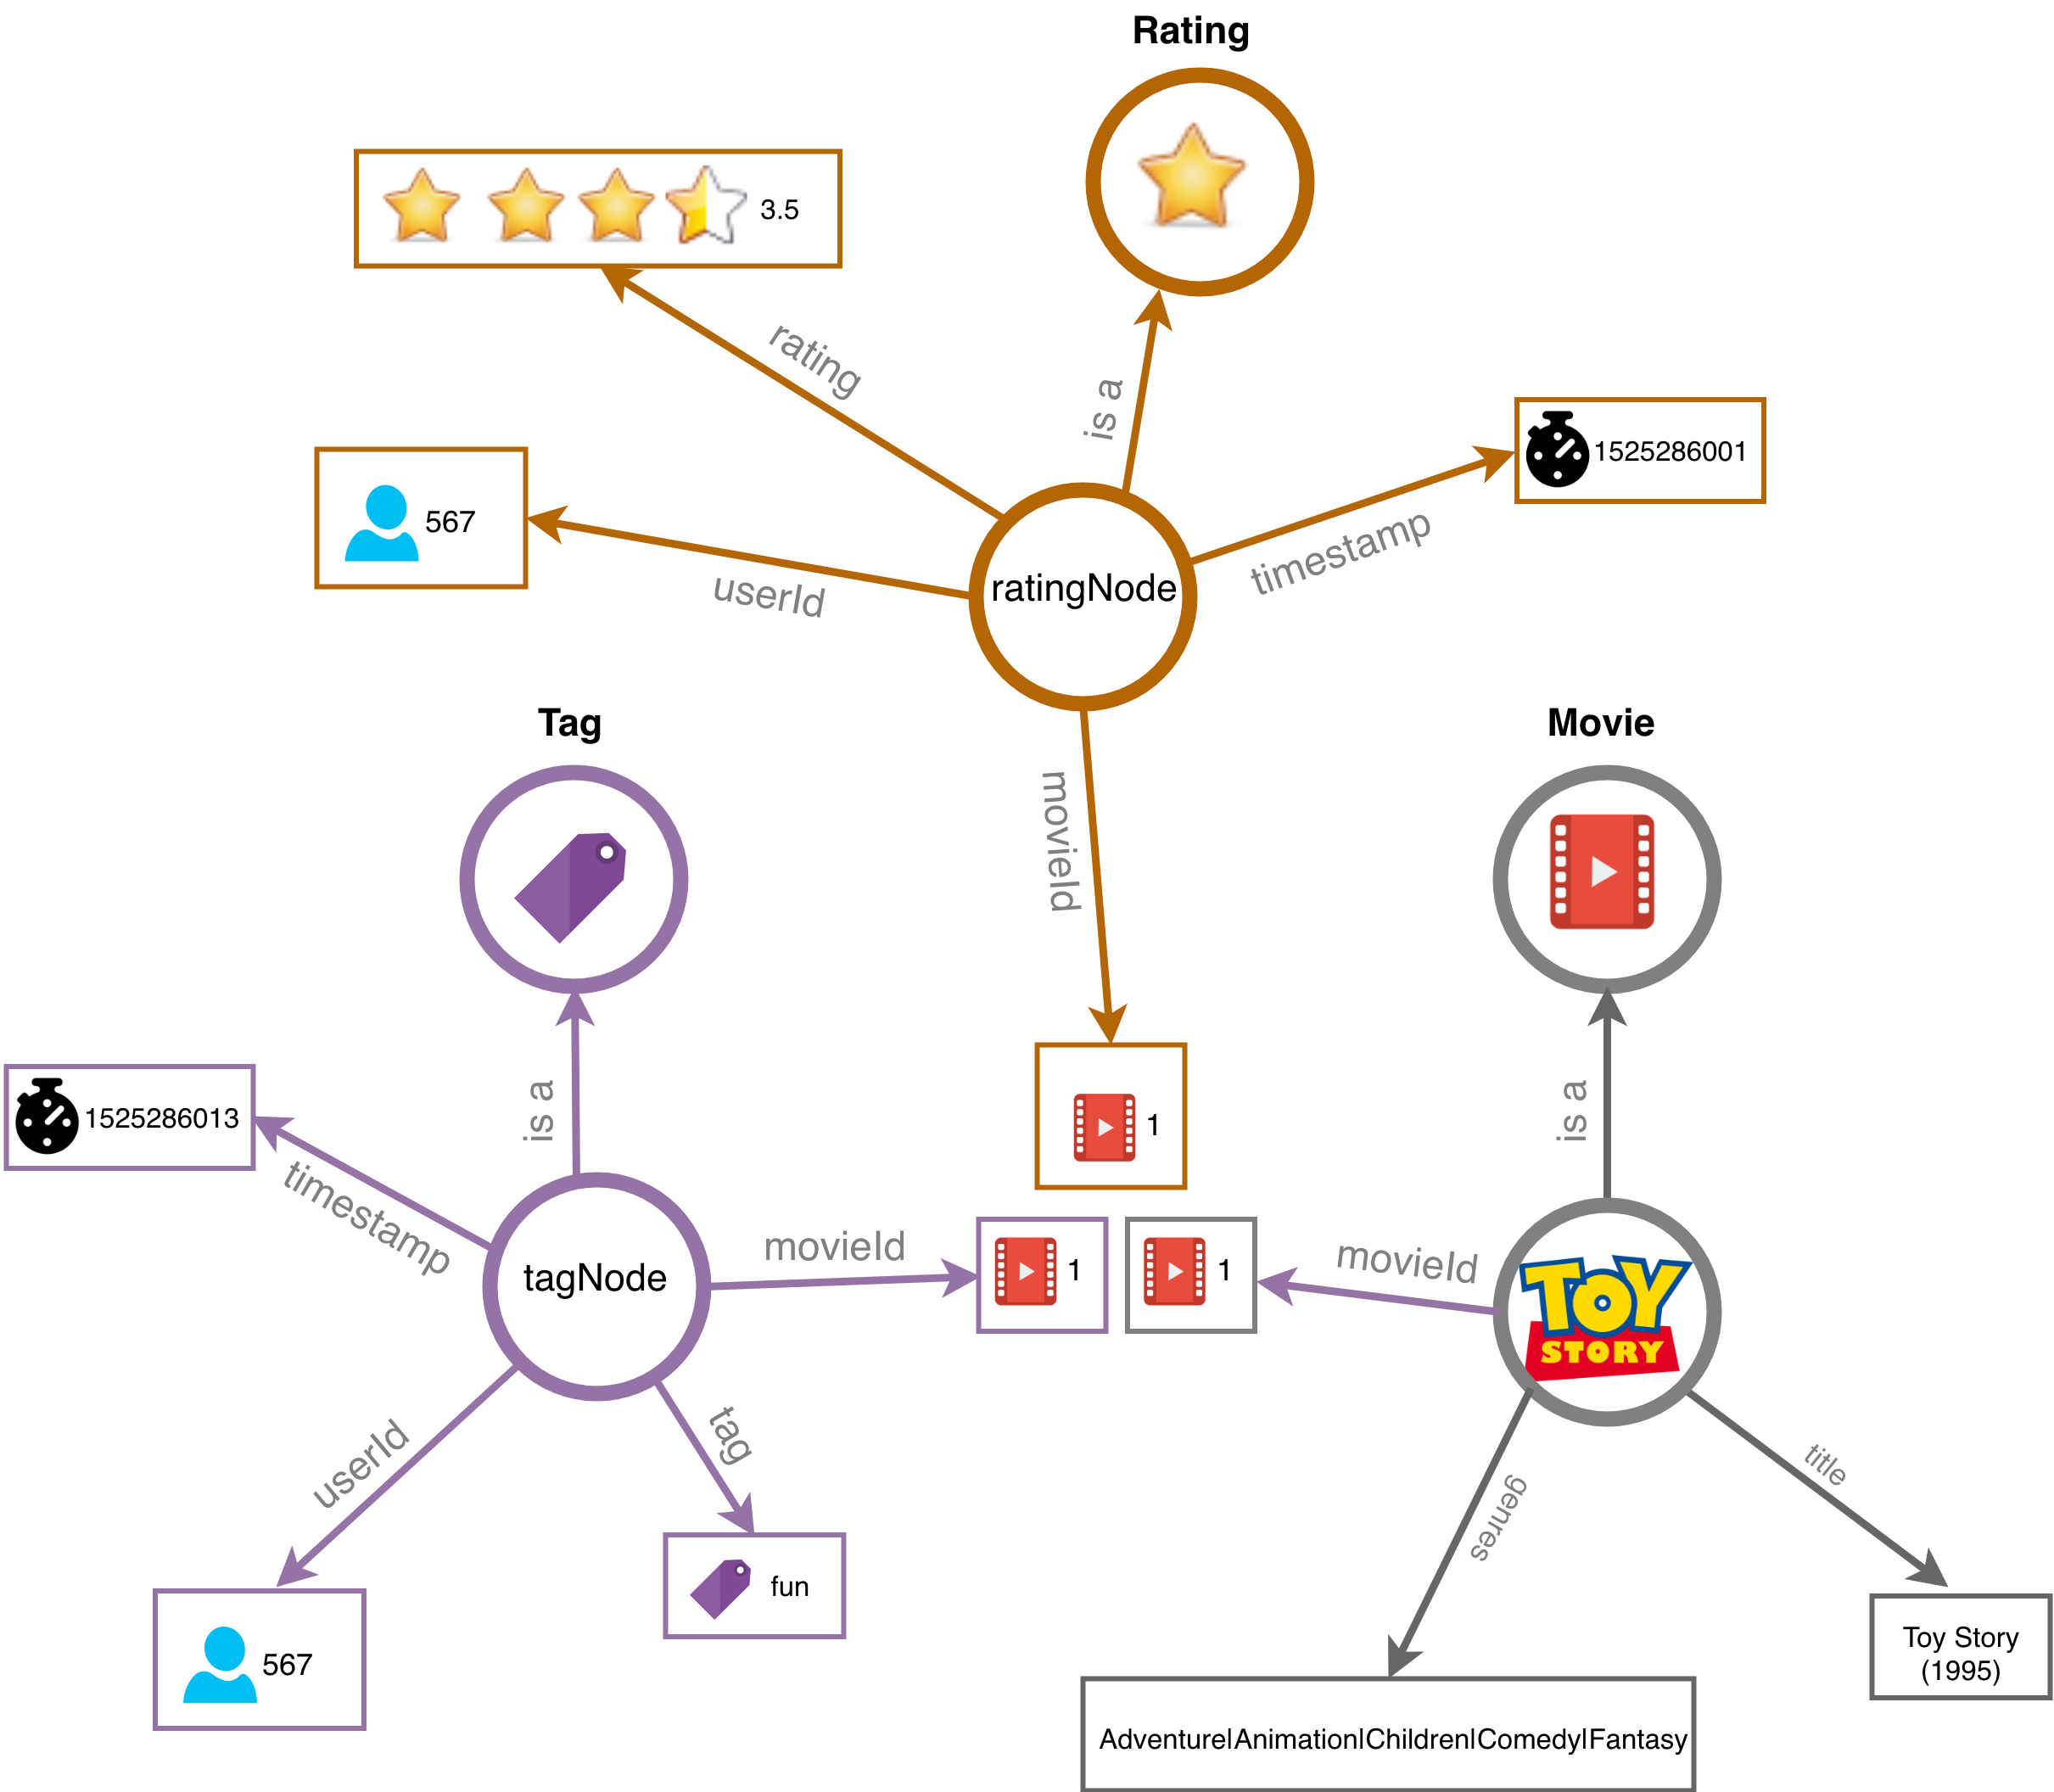 Rating
3.5
rating
is a
1525286001
567
userId
ratingNode
timestamp
Tag
Movie
movieId
1525286013
is a
1
is a
timestamp
tagNode
movieId
1
1
movieId
TOY
STORY
userId
tag
genres
title
fun
567
Toy Story
(1995)
Adventure|Animation|Children|Comedy|Fantasy